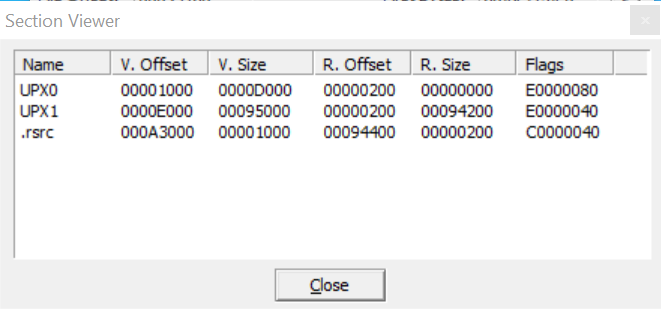 Section Viewer
Name V. Offset V. Size R. Offset R. Size Flags
UPX0 00001000 0000D000 00000200 00000000 E0000080
UPX1 0000E000 00095000 00000200 00094200 E0000040
.rsrc 000A3000 00001000 00094400 00000200 C0000040
Close